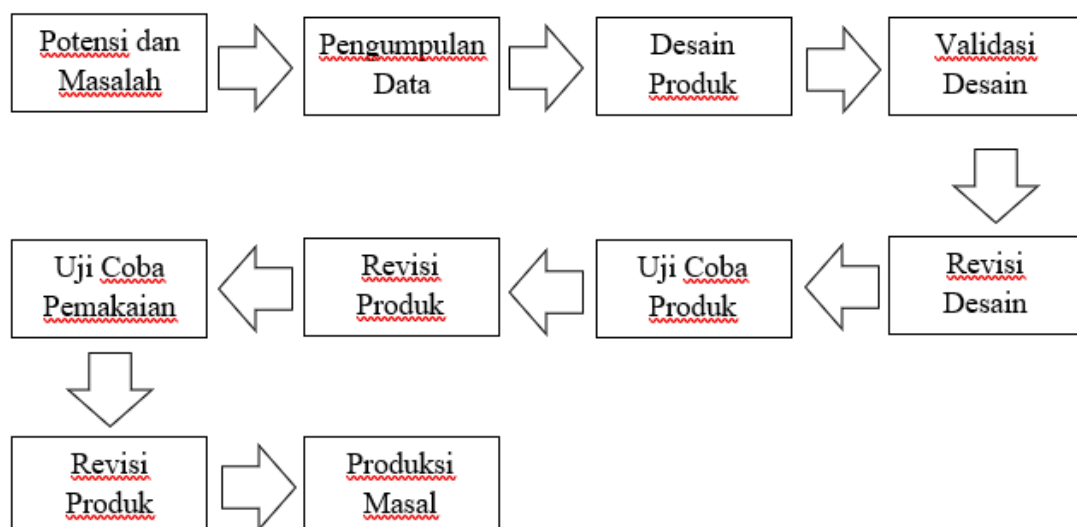 Potensi dan
Masalah
Pengumpulan
Data
Desain
Produk
Validasi
Desain
Revisi
Desain
Uji Coba
Produk
Revisi
Produk
Uji Coba
Pemakaian
Revisi
Produk
Produksi
Masal